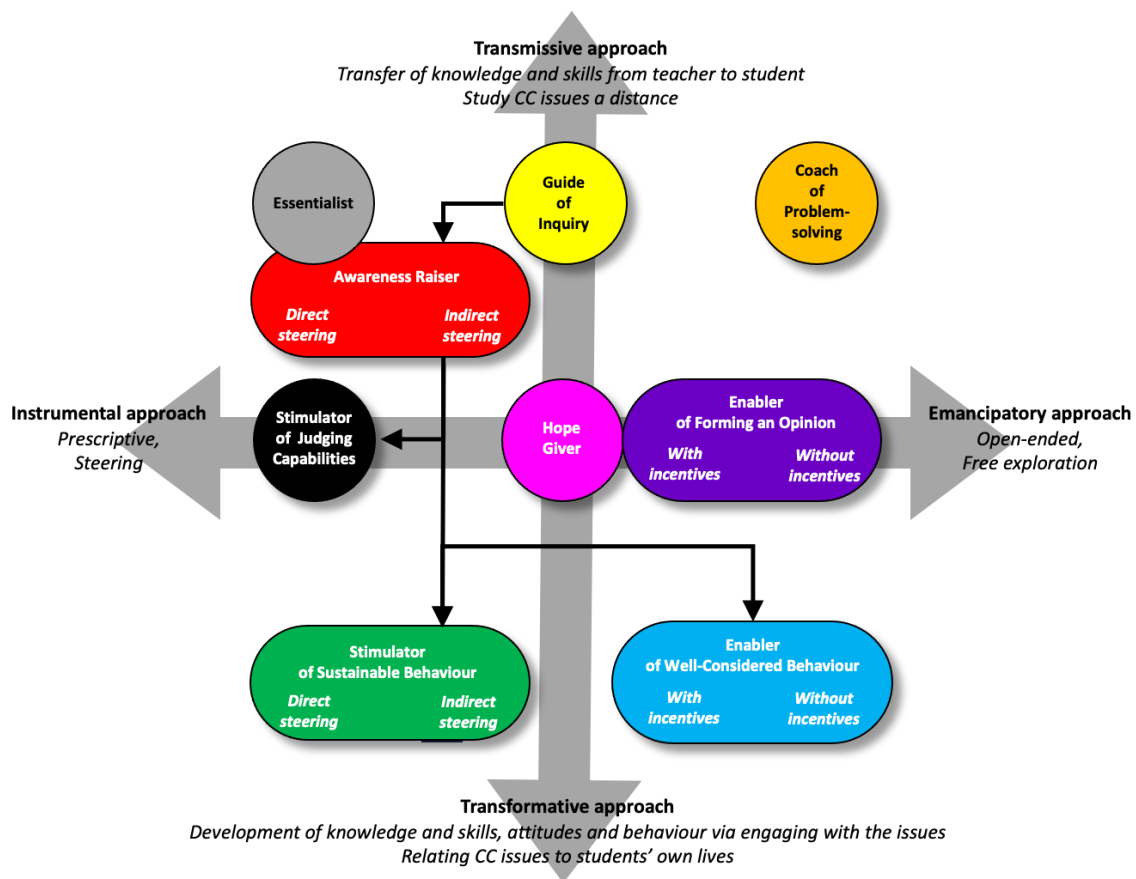 Transmissive approach
Transfer of knowledge and skills from teacher to student
Study CC issues a distance
Essentialist
Guide
of
Inquiry
Coach
of
Problem-
solving
Awareness Raiser
Direct
steering
Indirect
steering
Instrumental approach
Prescriptive,
Steering
Stimulator
of Judging
Capabilities
Hope
Giver
Enabler
of Forming an Opinion
With
incentives
Without
incentives
Emancipatory approach
Open-ended,
Free exploration
Stimulator
of Sustainable Behaviour
Direct
steering
Indirect
steering
Enabler
of Well-Considered Behaviour
With
incentives
Without
incentives
Transformative approach
Development of knowledge and skills, attitudes and behaviour via engaging with the issues
Relating CC issues to students’ own lives